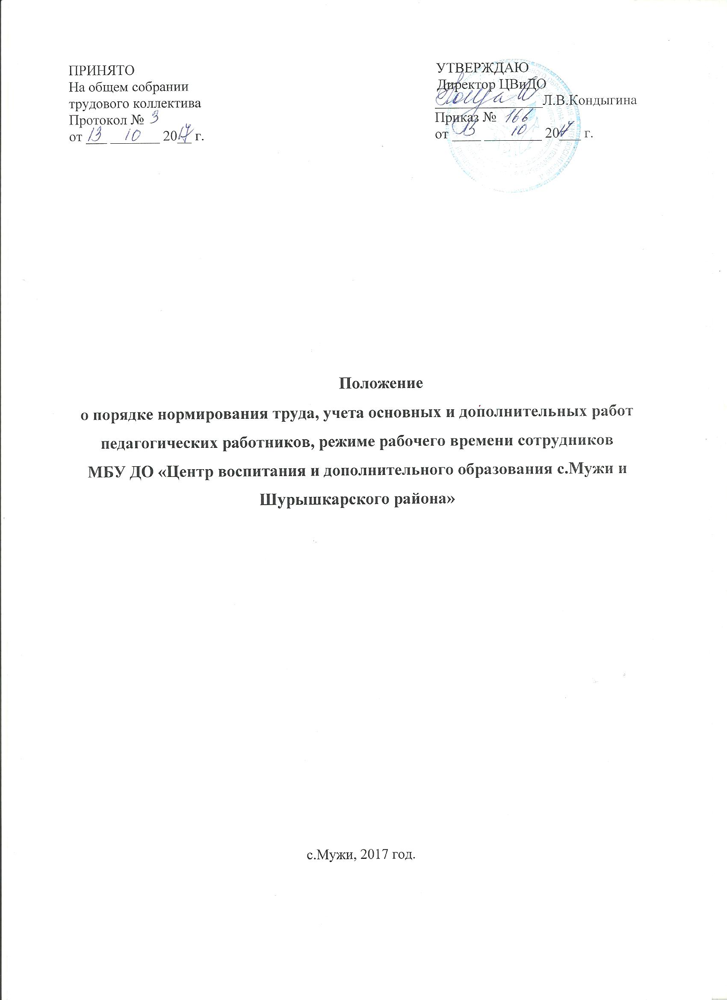 ПРИНЯТО
На общем собрании
трудового коллектива
Протокол № 3
от 13 10 2017 г.
УТВЕРЖДАЮ
Директор ЦВиДО
Л.В.Кондыгина
Приказ № 166
от 13 10 2017 г.
Положение
о порядке нормирования труда, учета основных и дополнительных работ
педагогических работников, режиме рабочего времени сотрудников
МБУ ДО «Центр воспитания и дополнительного образования с.Мужи и
Шурышкарского района»
с.Мужи, 2017 год.